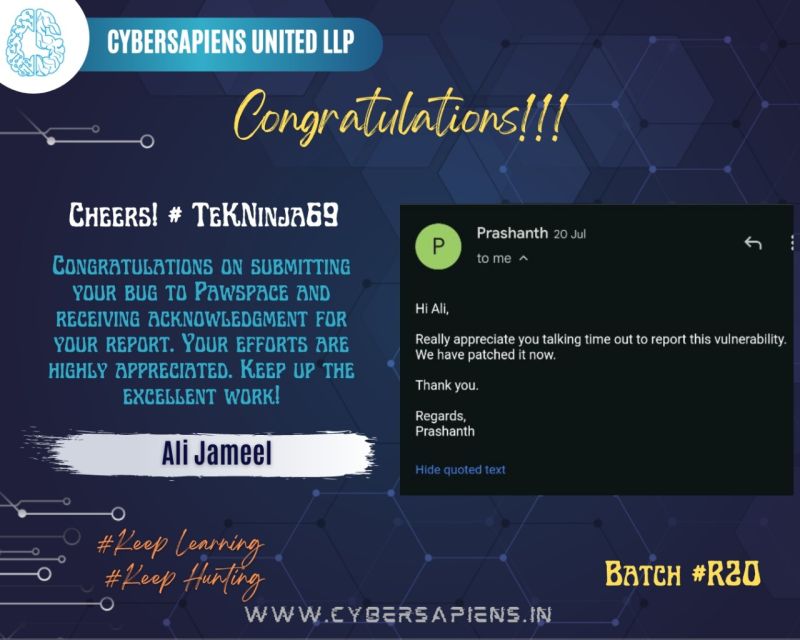 CYBERSAPIENS UNITED LLP
Congratulations!!!
Cheers! # TeKNinja69
Congratulations on submitting
your bug to Pawspace and
receiving acknowledgment for
your report. Your efforts are
highly appreciated. Keep up the
excellent work!
Ali Jameel
#Keep Learning
#Keep Hunting
P
Prashanth 20 Jul
to me
Hi Ali,
Really appreciate you talking time out to report this vulnerability.
We have patched it now.
Thank you.
Regards,
Prashanth
Hide quoted text
Batch #R20
WWW.CYBERSAPIENS.IN